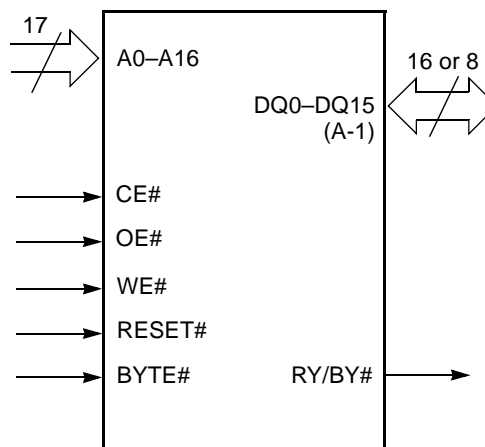 17
A0–A16
16 or 8
DQ0–DQ15
(A-1)
CE#
OE#
WE#
RESET#
BYTE#
RY/BY#